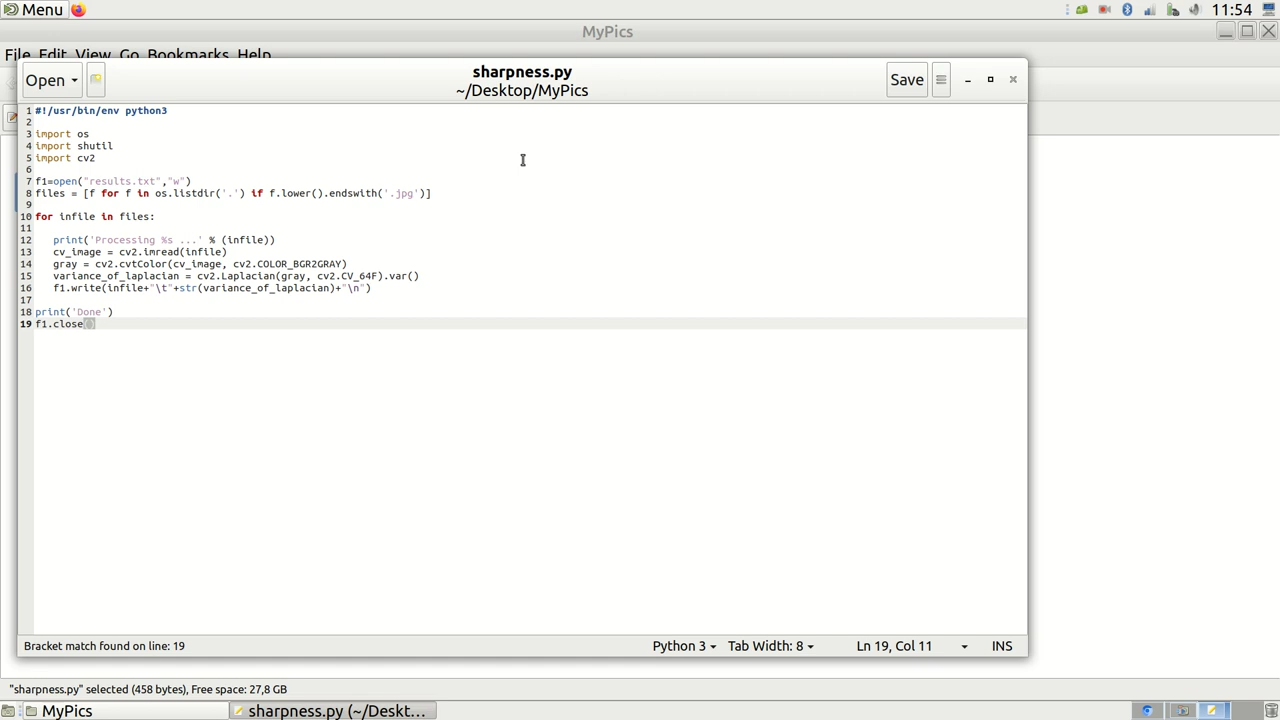 Menu
11:54
MyPics
File Edit View Go Bookmarks Help
Open
sharpness.py
~/Desktop/MyPics
Save
1 #!/usr/bin/env python3
2
3 import os
4 import shutil
5 import cv2
6
7 f1=open("results.txt","w")
8 files = [f for f in os.listdir('.') if f.lower().endswith('.jpg')]
9
10 for infile in files:
11
12    print('Processing %s ...' % (infile))
13    cv_image = cv2.imread(infile)
14    gray = cv2.cvtColor(cv_image, cv2.COLOR_BGR2GRAY)
15    variance_of_laplacian = cv2.Laplacian(gray, cv2.CV_64F).var()
16    f1.write(infile+"\t"+str(variance_of_laplacian)+"\n")
17
18 print('Done')
19 f1.close()
Bracket match found on line: 19
Python 3
Tab Width: 8
Ln 19, Col 11
INS
"sharpness.py" selected (458 bytes), Free space: 27,8 GB
MyPics
sharpness.py (~/Deskt...